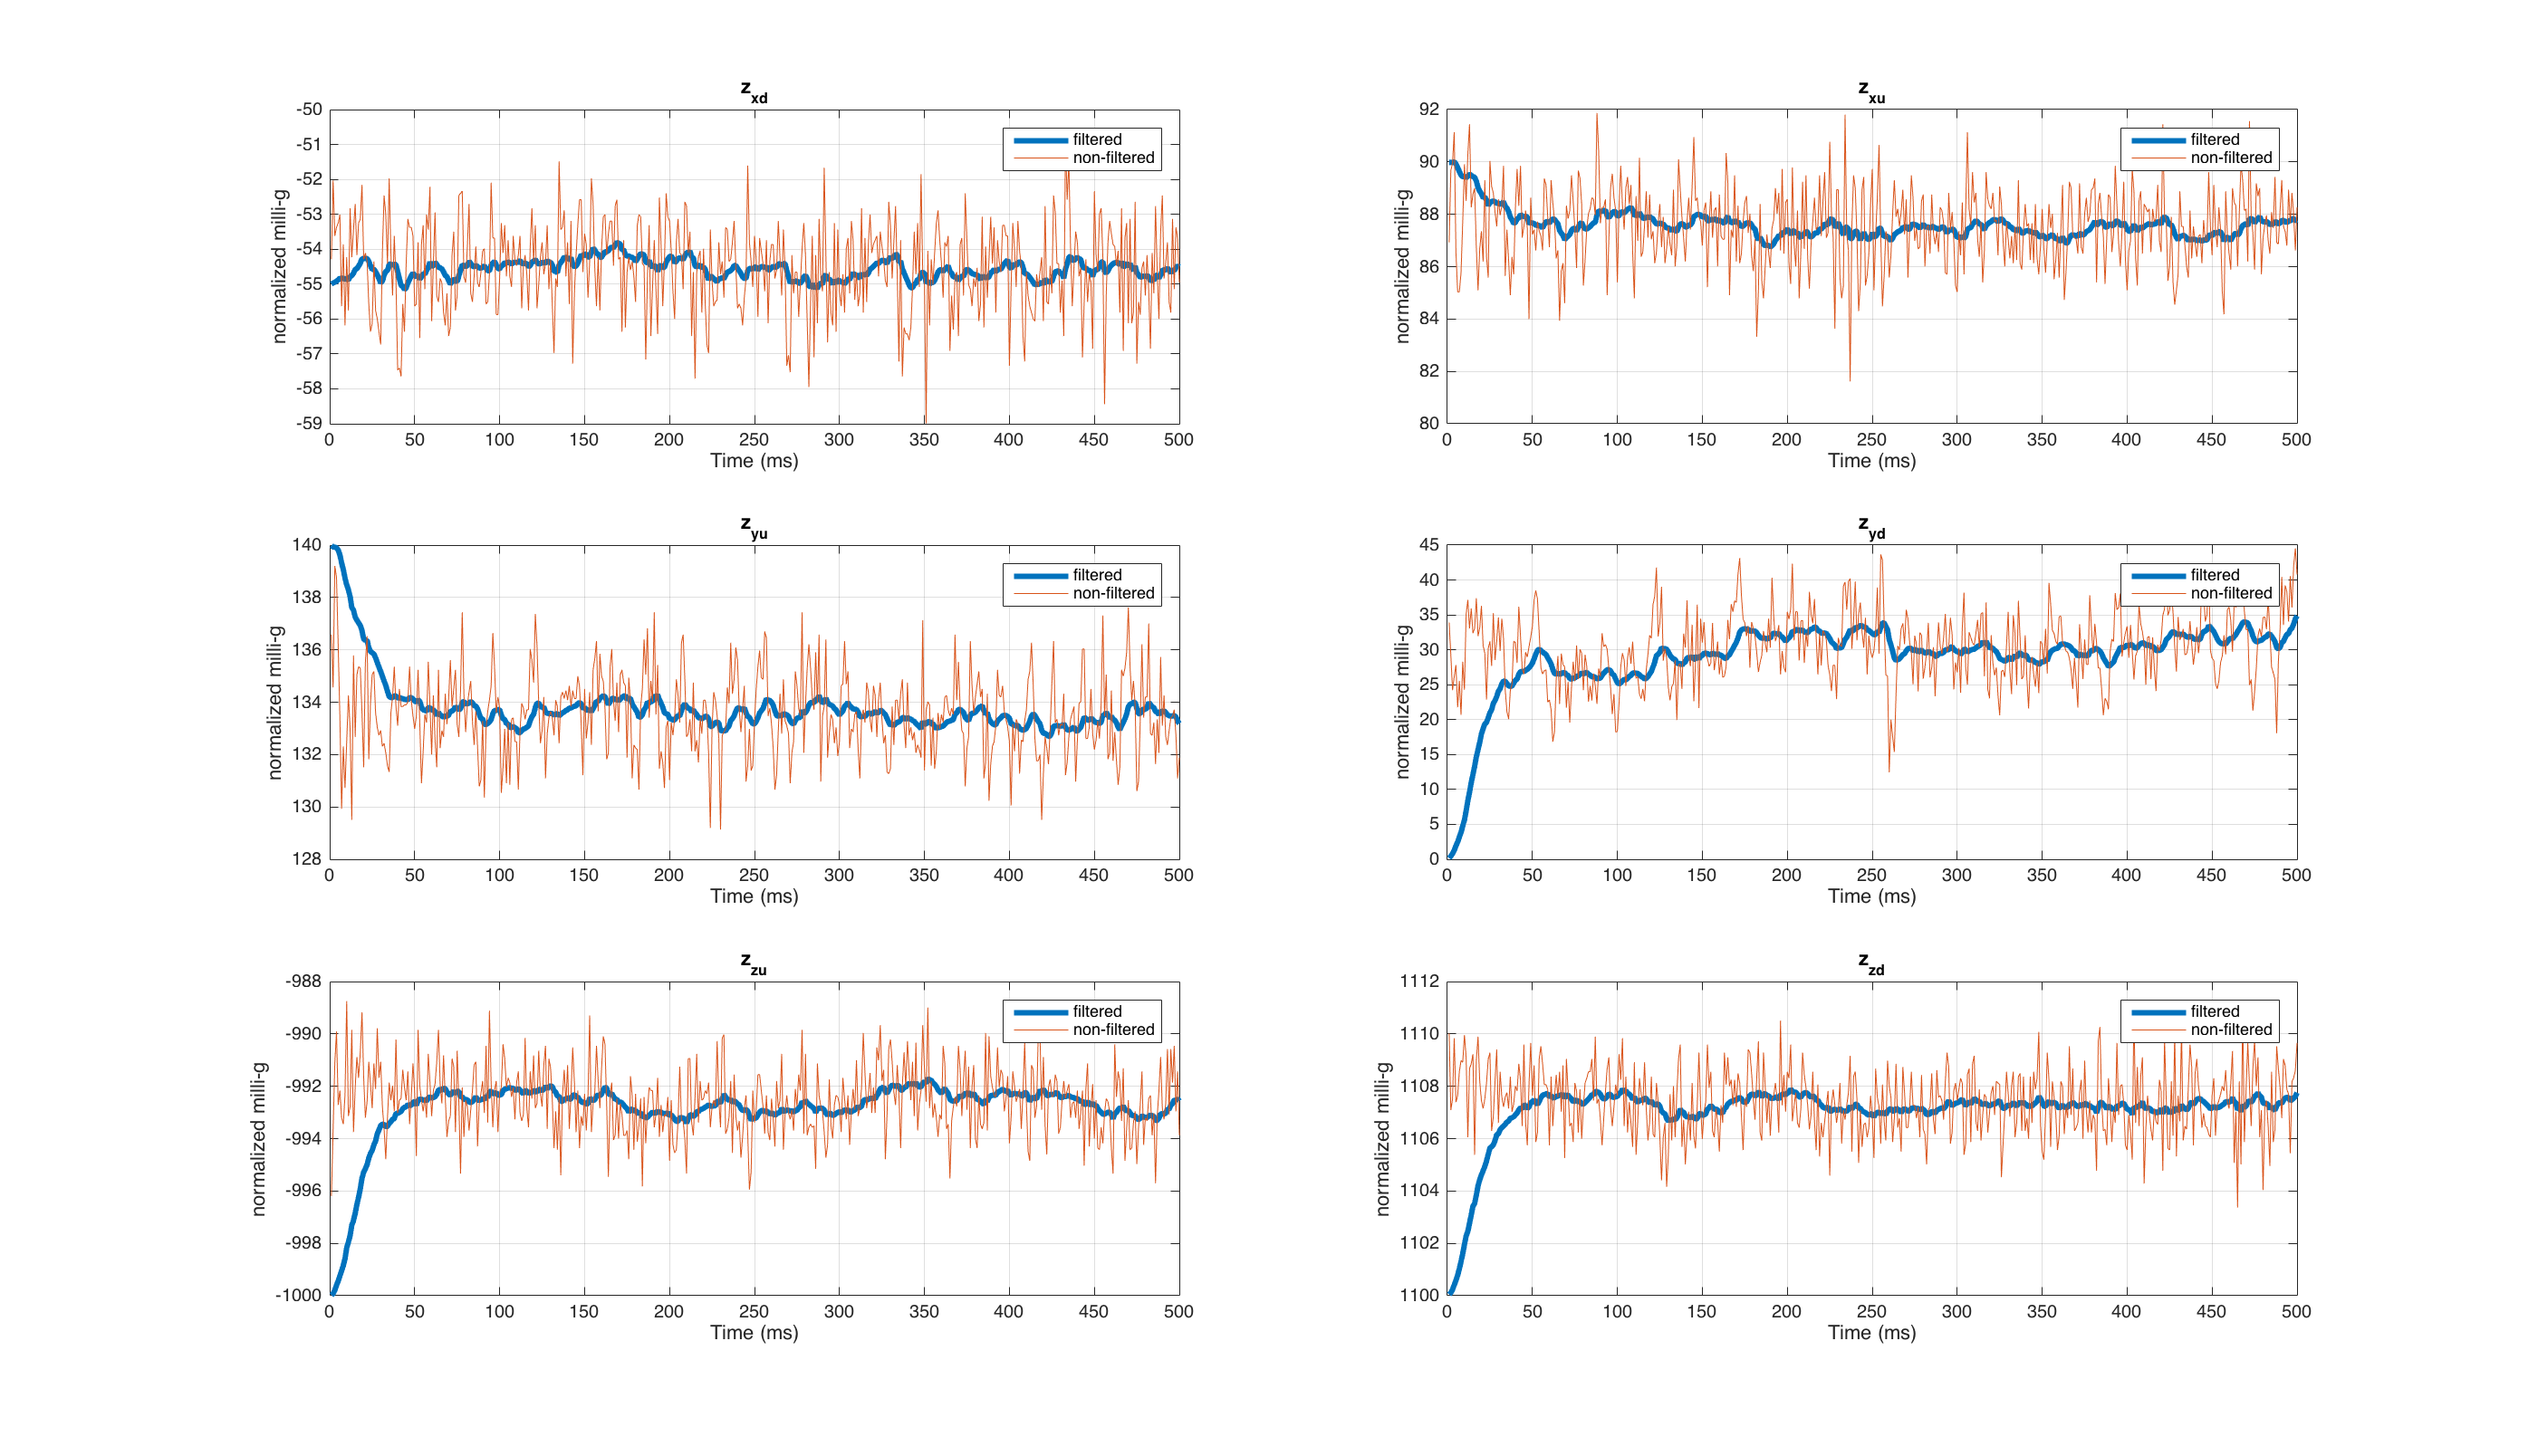 z_xd
-50
-51
-52
-53
-54
-55
-56
-57
-58
-59
normalized milli-g
filtered
non-filtered
0 50 100 150 200 250 300 350 400 450 500
Time (ms)
z_xu
92
90
88
86
84
82
80
normalized milli-g
filtered
non-filtered
0 50 100 150 200 250 300 350 400 450 500
Time (ms)
z_yu
140
138
136
134
132
130
128
normalized milli-g
filtered
non-filtered
0 50 100 150 200 250 300 350 400 450 500
Time (ms)
z_yd
45
40
35
30
25
20
15
10
5
0
normalized milli-g
filtered
non-filtered
0 50 100 150 200 250 300 350 400 450 500
Time (ms)
z_zu
-988
-990
-992
-994
-996
-998
-1000
normalized milli-g
filtered
non-filtered
0 50 100 150 200 250 300 350 400 450 500
Time (ms)
z_zd
1112
1110
1108
1106
1104
1102
1100
normalized milli-g
filtered
non-filtered
0 50 100 150 200 250 300 350 400 450 500
Time (ms)